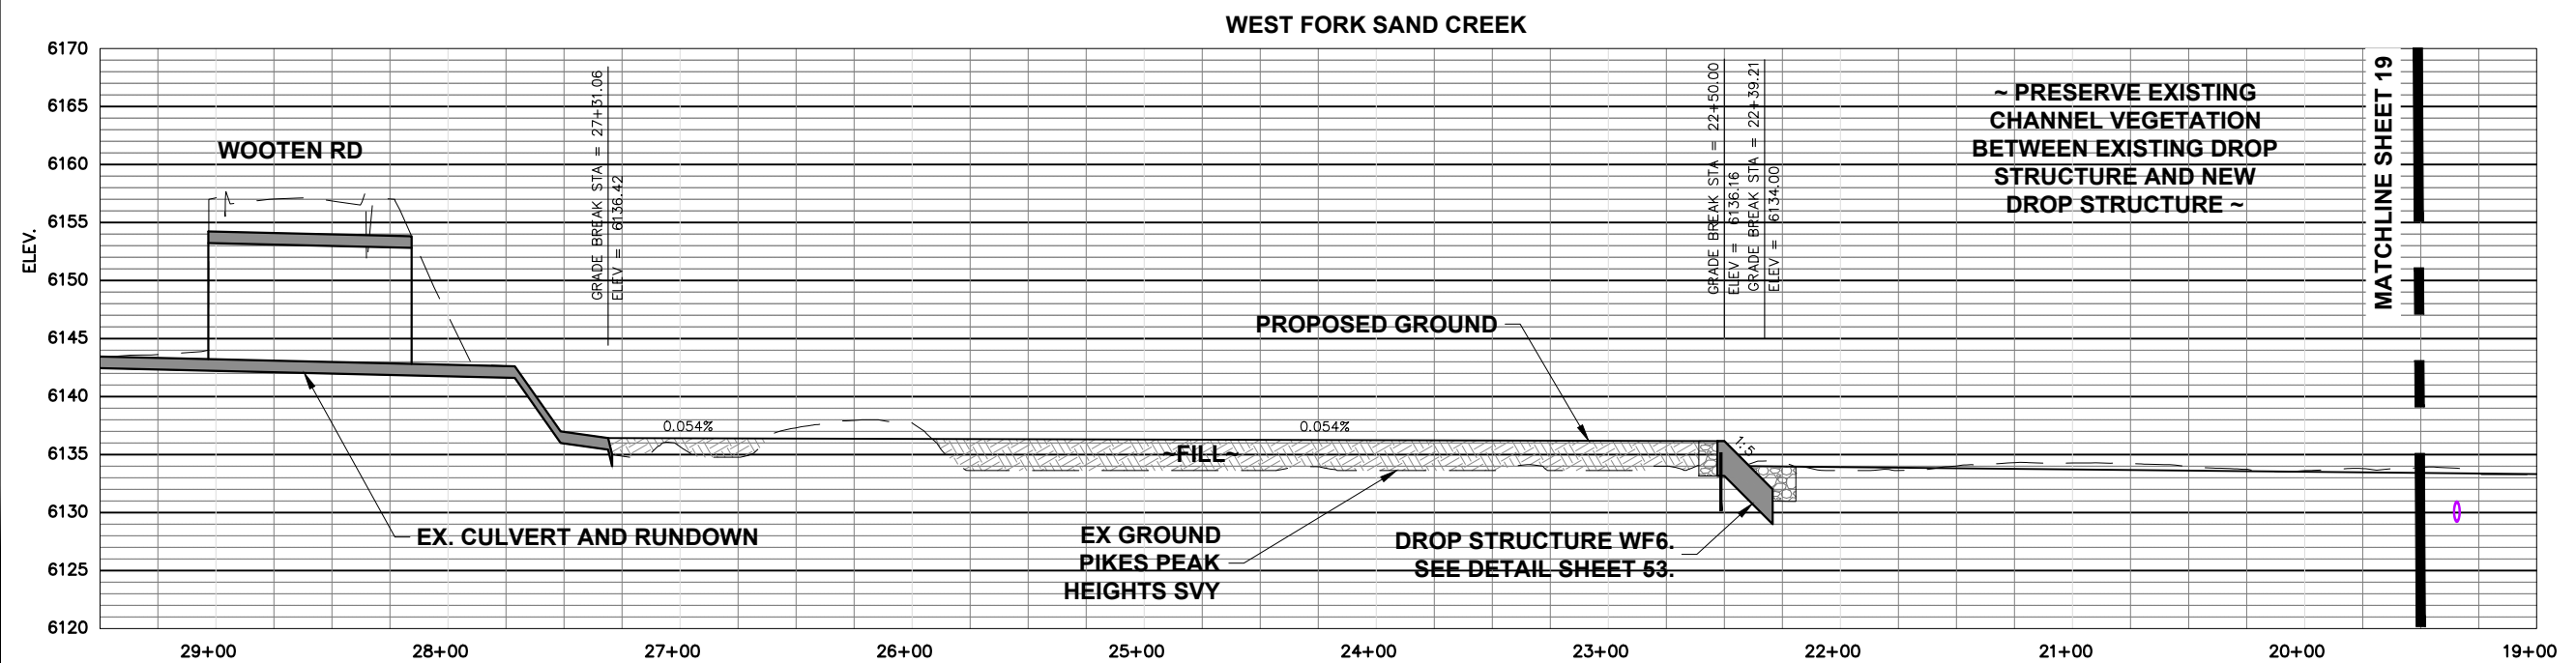 WEST FORK SAND CREEK
6170
6165
6160
6155
6150
6145
6140
6135
6130
6125
6120
ELEV.
WOOTEN RD
GRADE BREAK STA = 27+31.06
ELEV = 6136.42
GRADE BREAK STA = 22+50.00
ELEV = 6136.16
GRADE BREAK STA = 22+39.21
ELEV = 6134.00
~ PRESERVE EXISTING
CHANNEL VEGETATION
BETWEEN EXISTING DROP
STRUCTURE AND NEW
DROP STRUCTURE ~
MATCHLINE SHEET 19
PROPOSED GROUND
0.054%
0.054%
~FILL~
1:5
EX. CULVERT AND RUNDOWN
EX GROUND
PIKES PEAK
HEIGHTS SVY
DROP STRUCTURE WF6.
SEE DETAIL SHEET 53.
29+00
28+00
27+00
26+00
25+00
24+00
23+00
22+00
21+00
20+00
19+00